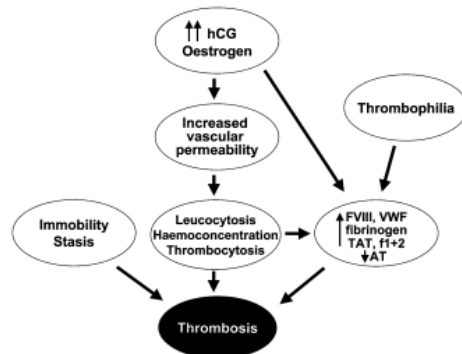 ↑↑ hCG
Oestrogen
Thrombophilia
Increased
vascular
permeability
Immobility
Stasis
Leucocytosis
Haemoconcentration
Thrombocytosis
↑ FVIII, VWF
fibrinogen
TAT, f1+2
↓AT
Thrombosis